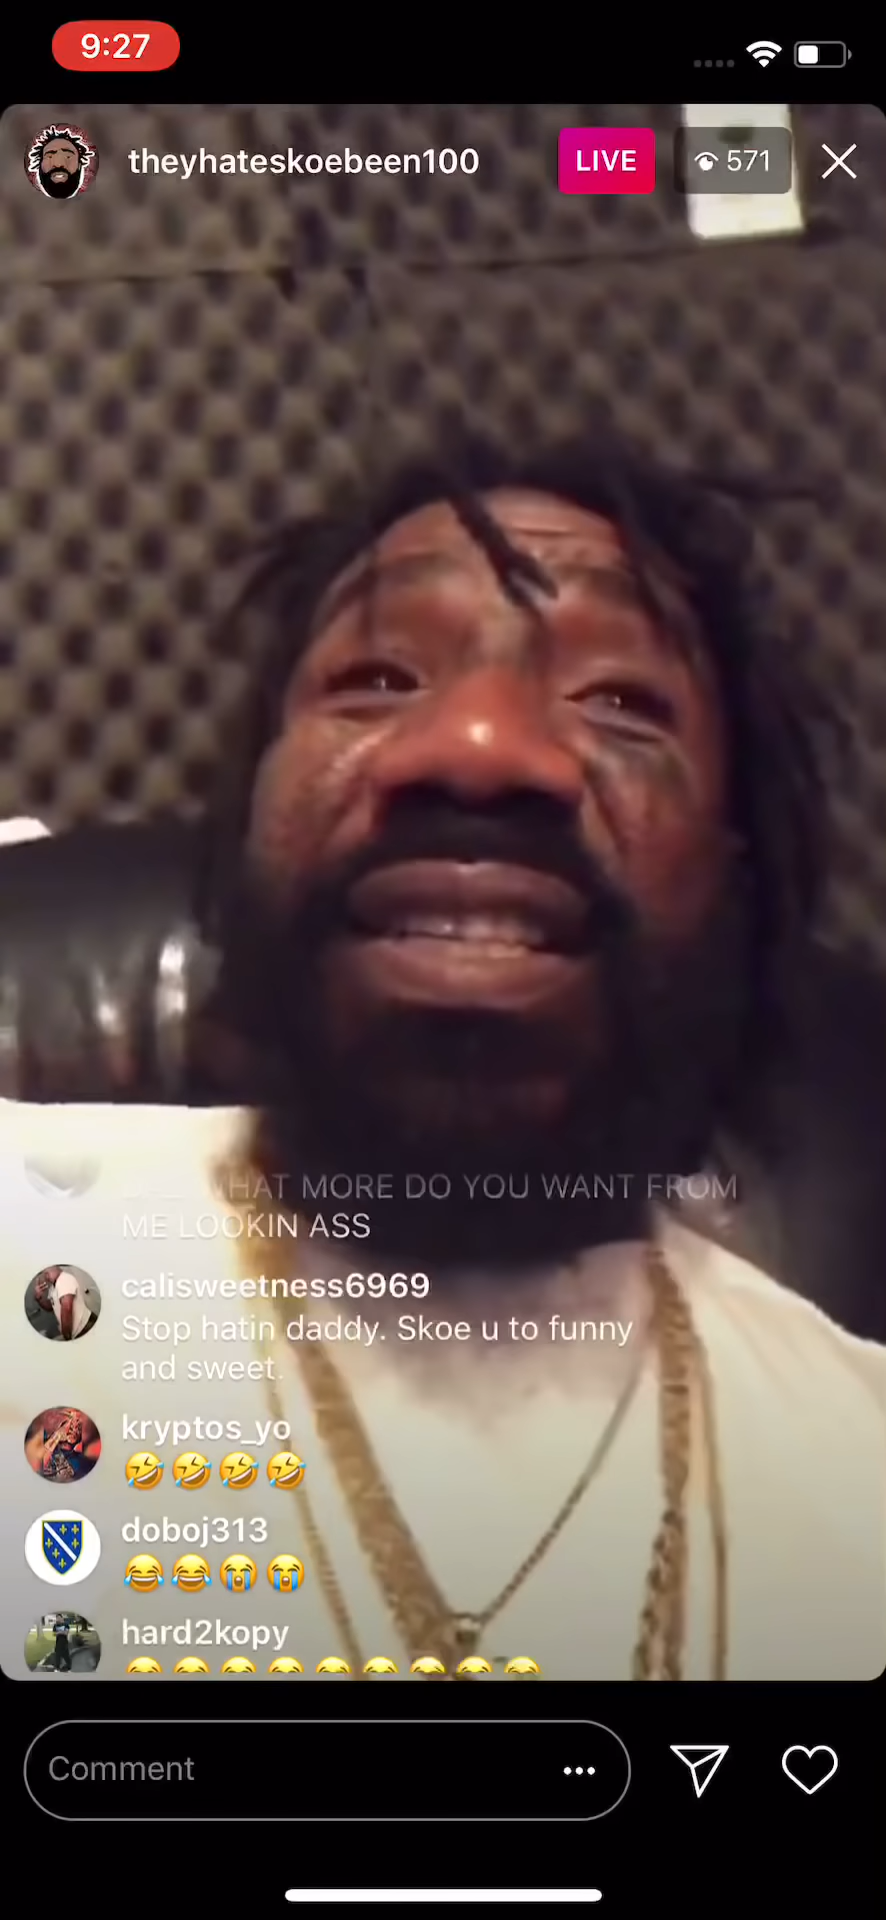 9:27
theyhateskoebeen100
LIVE
571
WHAT MORE DO YOU WANT FROM
ME LOOKIN ASS
calisweetness6969
Stop hatin daddy. Skoe u to funny
and sweet.
kryptos_yo
🤣🤣🤣🤣
doboj313
😂😂😭😭
hard2kopy
😂😂😂😂😂😂😂😂😂
Comment